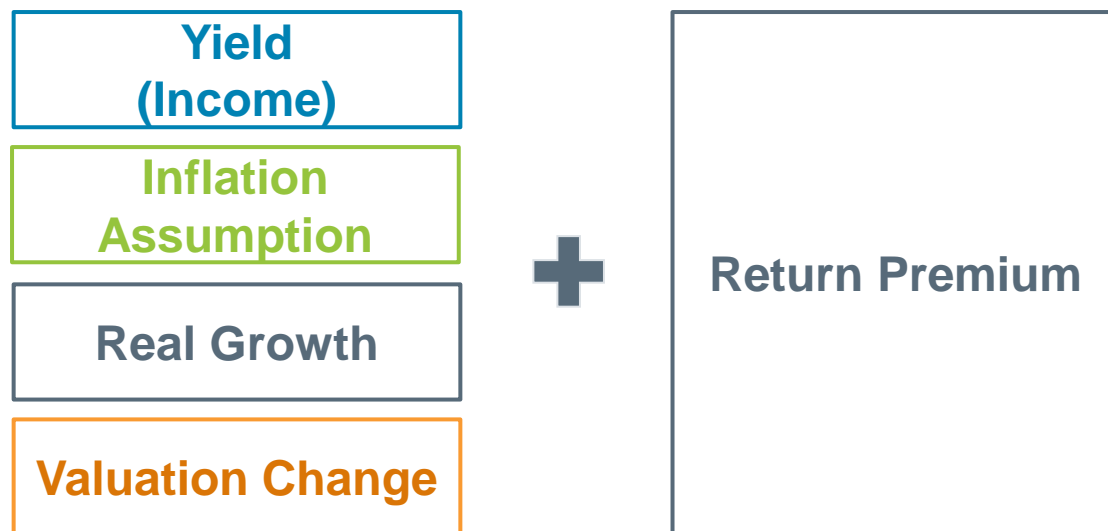 Yield
(Income)
Inflation
Assumption
Real Growth
Valuation Change
Return Premium